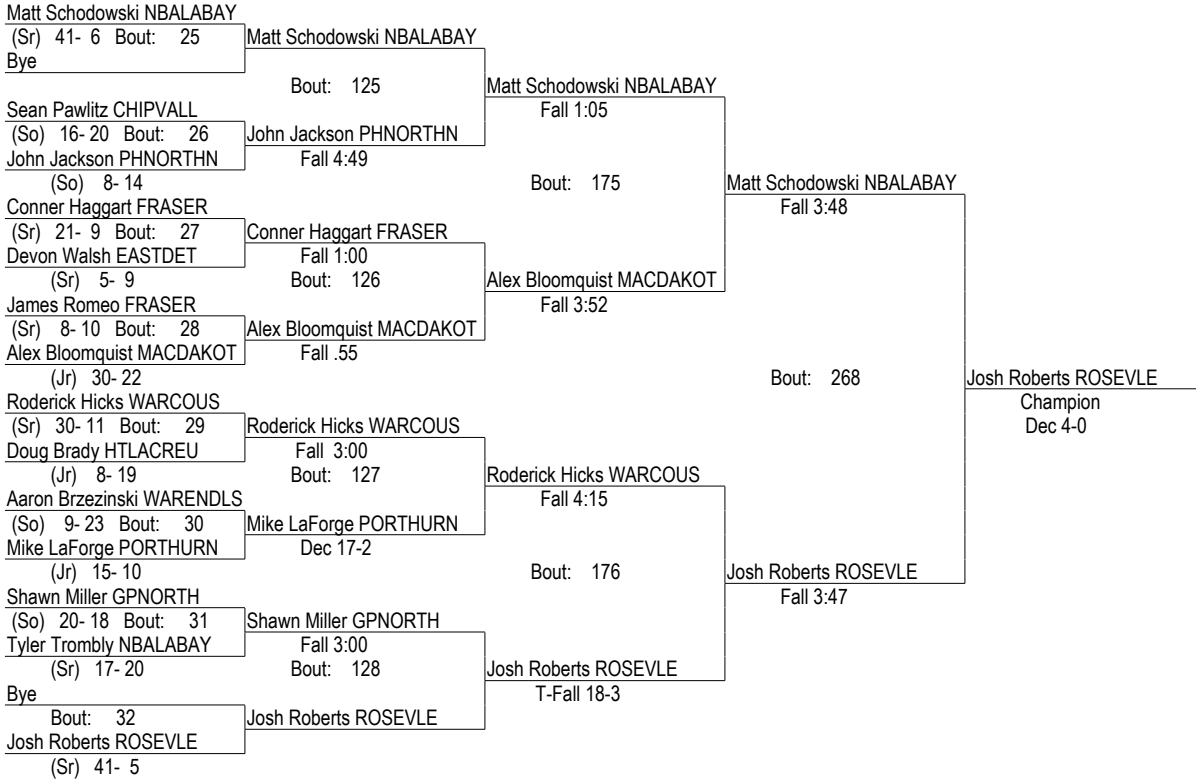 Matt Schodowski NBALABAY
(Sr) 41- 6 Bout: 25 Matt Schodowski NBALABAY
Bye
Bout: 125 Matt Schodowski NBALABAY
Sean Pawlitz CHIPVALL Fall 1:05
(So) 16- 20 Bout: 26 John Jackson PHNORTHN
John Jackson PHNORTHN Fall 4:49
(So) 8- 14 Bout: 175 Matt Schodowski NBALABAY
Conner Haggart FRASER Fall 3:48
(Sr) 21- 9 Bout: 27 Conner Haggart FRASER
Devon Walsh EASTDET Fall 1:00
(Sr) 5- 9 Bout: 126 Alex Bloomquist MACDAKOT
James Romeo FRASER Fall 3:52
(Sr) 8- 10 Bout: 28 Alex Bloomquist MACDAKOT
Alex Bloomquist MACDAKOT Fall .55
(Jr) 30- 22 Bout: 268 Josh Roberts ROSEVLE
Roderick Hicks WARCOUS Champion
(Sr) 30- 11 Bout: 29 Roderick Hicks WARCOUS Dec 4-0
Doug Brady HTLACREU Fall 3:00
(Jr) 8- 19 Bout: 127 Roderick Hicks WARCOUS
Aaron Brzezinski WARENDLS Fall 4:15
(So) 9- 23 Bout: 30 Mike LaForge PORTHURN
Mike LaForge PORTHURN Dec 17-2
(Jr) 15- 10 Bout: 176 Josh Roberts ROSEVLE
Shawn Miller GPNORTH Fall 3:47
(So) 20- 18 Bout: 31 Shawn Miller GPNORTH
Tyler Trombly NBALABAY Fall 3:00
(Sr) 17- 20 Bout: 128 Josh Roberts ROSEVLE
Bye T-Fall 18-3
Bout: 32 Josh Roberts ROSEVLE
Josh Roberts ROSEVLE
(Sr) 41- 5